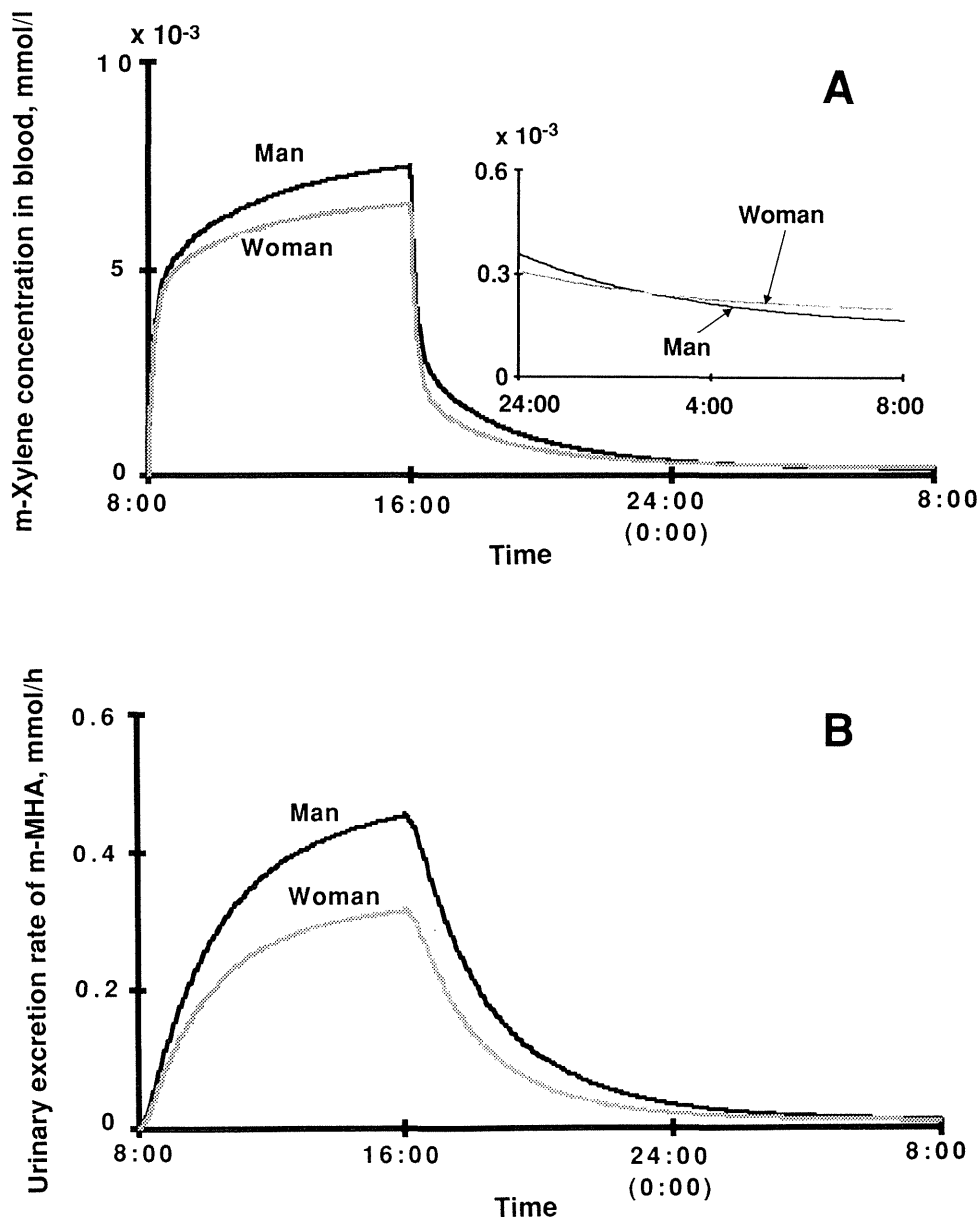 x 10-3
10
A
m-Xylene concentration in blood, mmol/l
Man
Woman
5
0
8:00
16:00
24:00
(0:00)
8:00
Time
x 10-3
0.6
0.3
0
Woman
Man
24:00
4:00
8:00
Urinary excretion rate of m-MHA, mmol/h
0.6
B
0.4
0.2
0
Man
Woman
8:00
16:00
24:00
(0:00)
8:00
Time